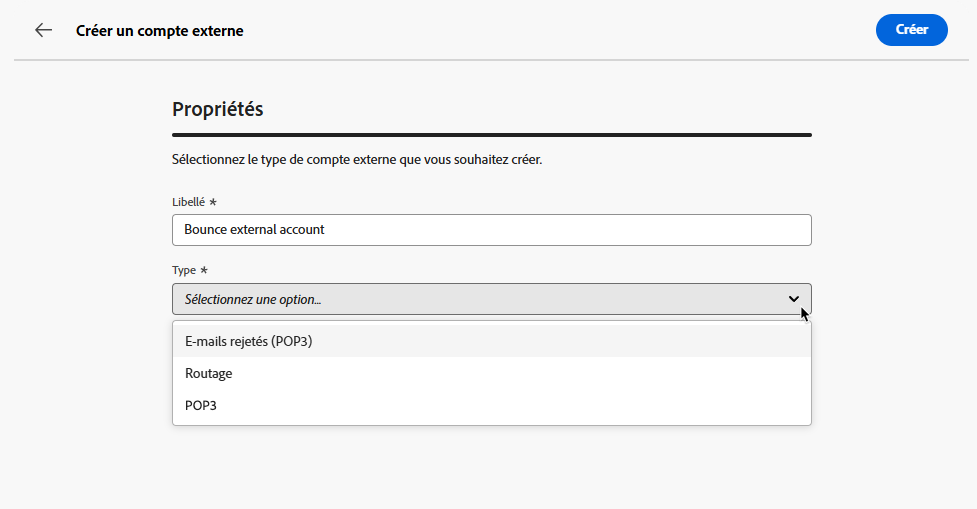 Créer un compte externe
Créer
Propriétés
Sélectionnez le type de compte externe que vous souhaitez créer.
Libellé *
Bounce external account
Type *
Sélectionnez une option...
E-mails rejetés (POP3)
Routage
POP3